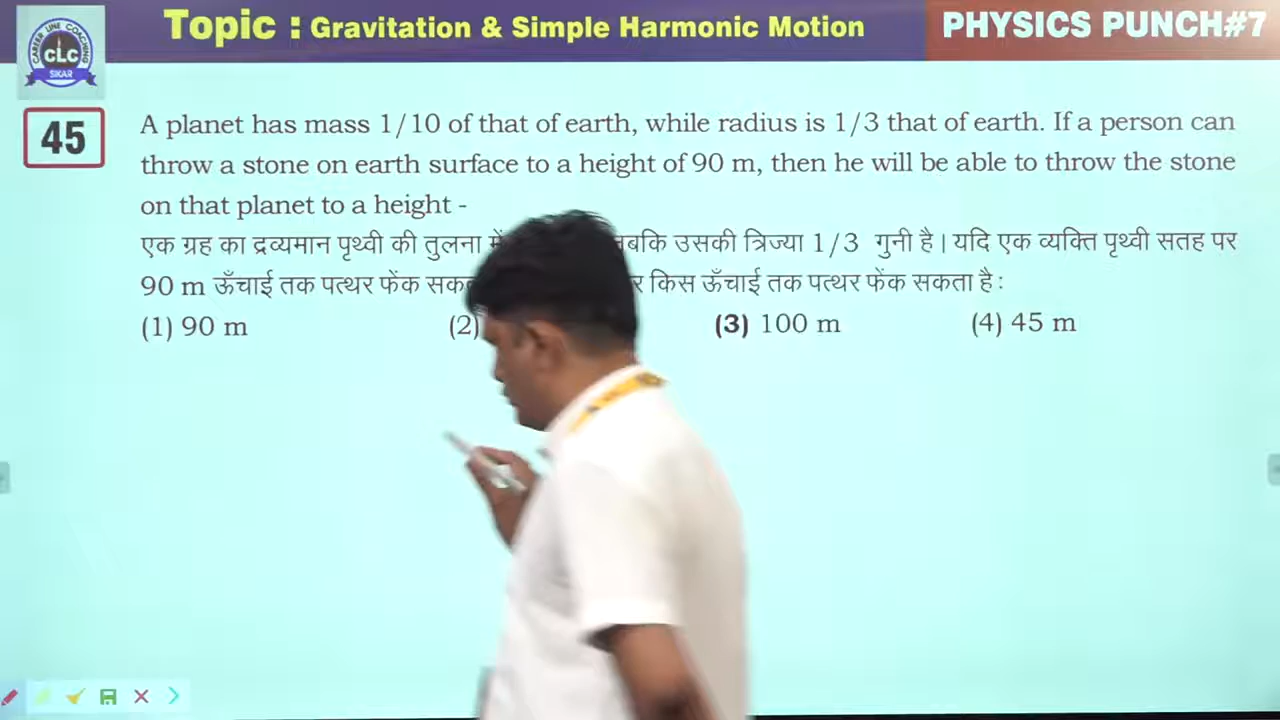 Topic : Gravitation & Simple Harmonic Motion
PHYSICS PUNCH#7
CAREER LINE COACHING
CLC
SIKAR
45
A planet has mass 1/10 of that of earth, while radius is 1/3 that of earth. If a person can
throw a stone on earth surface to a height of 90 m, then he will be able to throw the stone
on that planet to a height -
एक ग्रह का द्रव्यमान पृथ्वी की तुलना उसकी त्रिज्या 1/3 गुनी है। यदि एक व्यक्ति पृथ्वी सतह पर
90 m ऊँचाई तक पत्थर फेंक किस ऊँचाई तक पत्थर फेंक सकता है :
(1) 90 m (2) (3) 100 m (4) 45 m